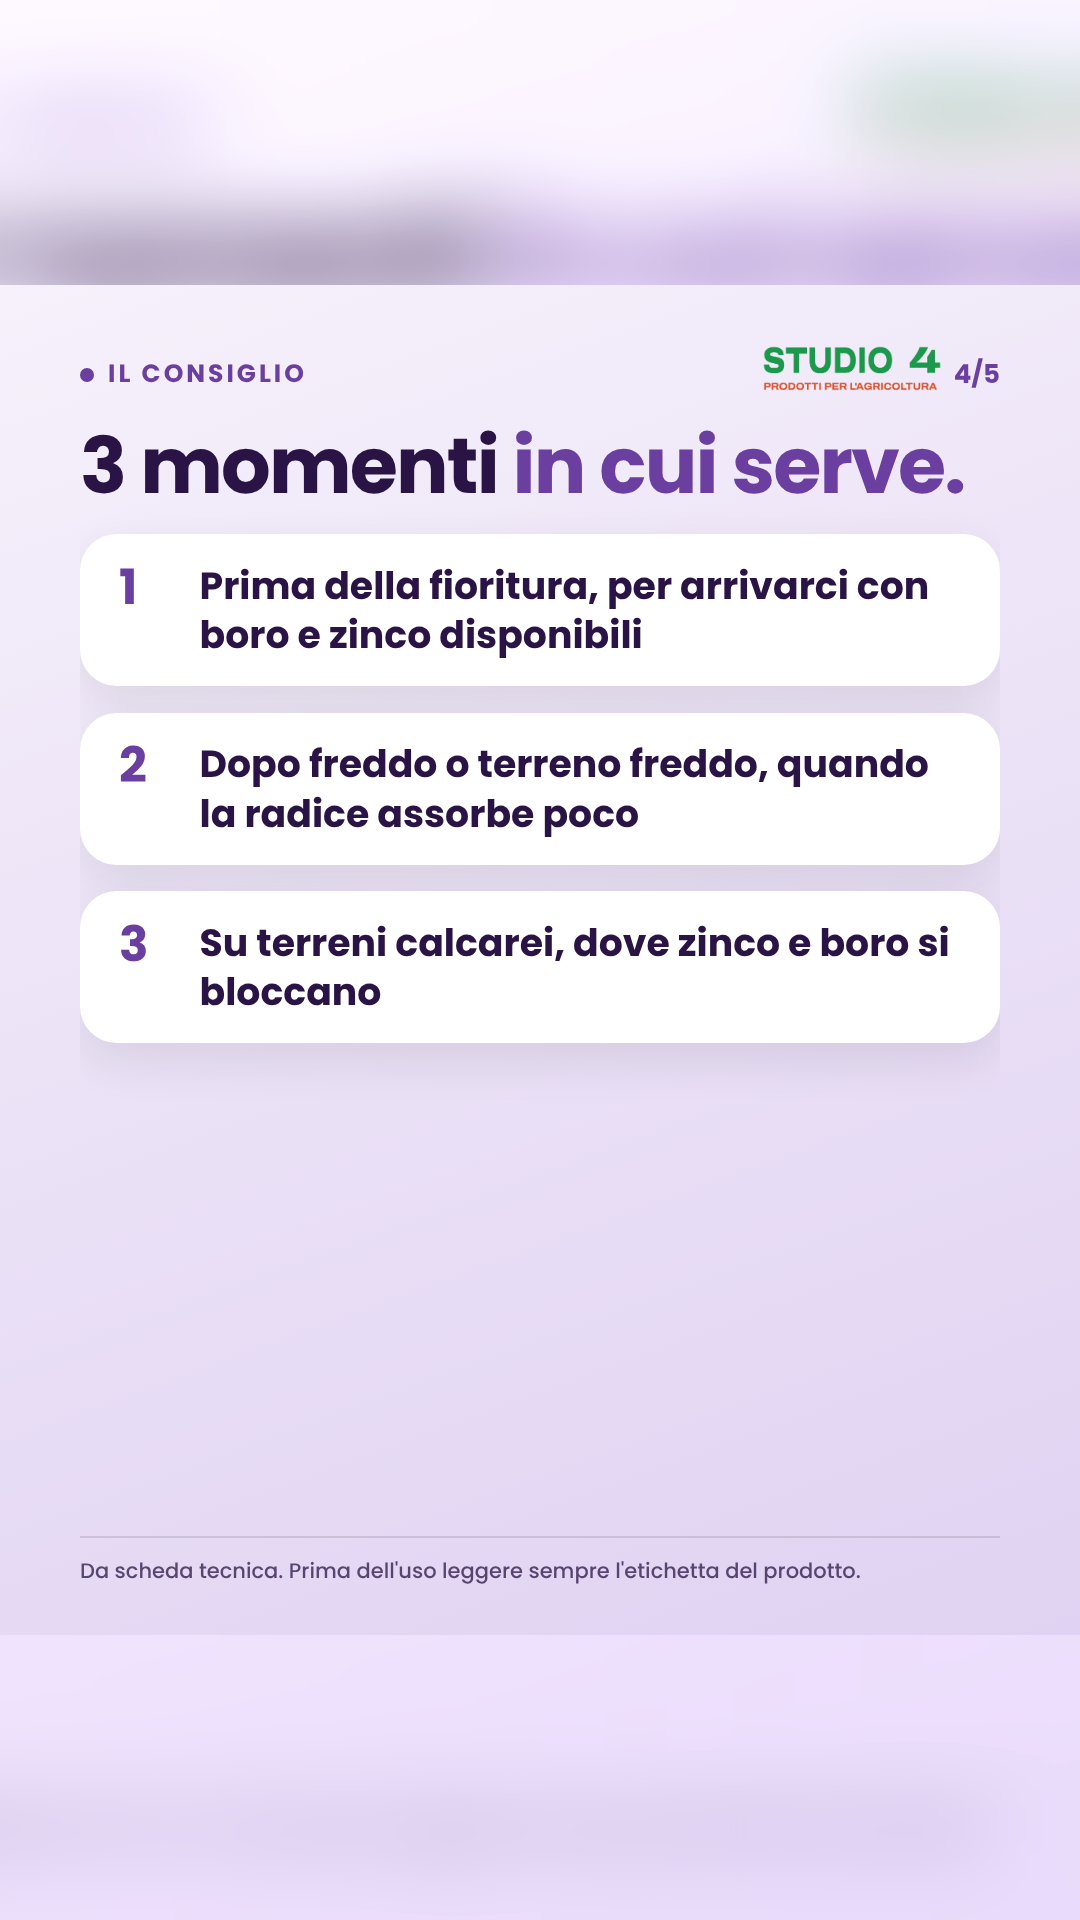 IL CONSIGLIO
STUDIO 4
PRODOTTI PER L'AGRICOLTURA
4/5
3 momenti in cui serve.
1
Prima della fioritura, per arrivarci con
boro e zinco disponibili
2
Dopo freddo o terreno freddo, quando
la radice assorbe poco
3
Su terreni calcarei, dove zinco e boro si
bloccano
Da scheda tecnica. Prima dell'uso leggere sempre l'etichetta del prodotto.